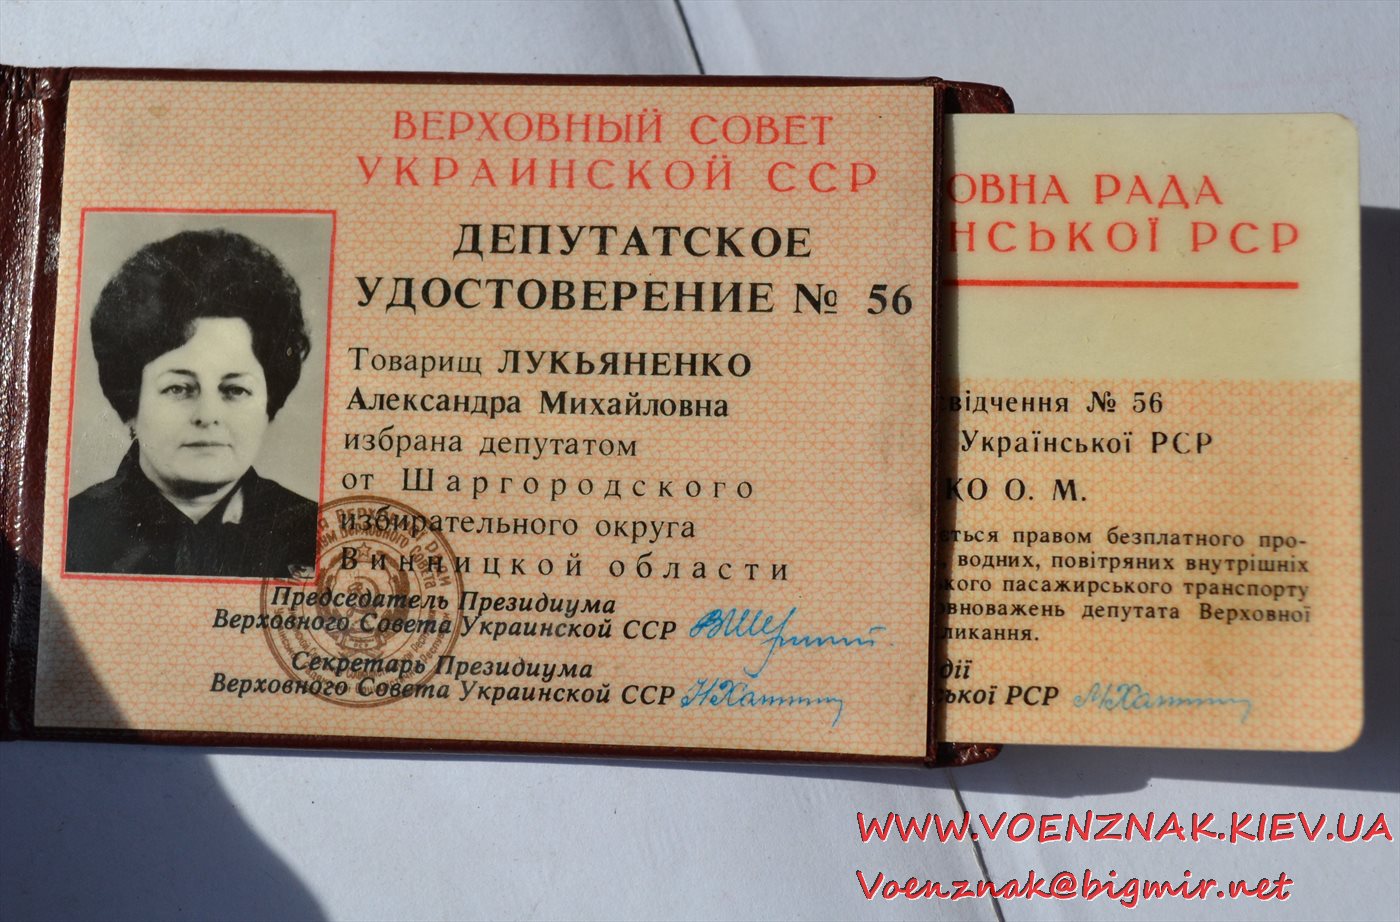 ВЕРХОВНЫЙ СОВЕТ
УКРАИНСКОЙ ССР
ДЕПУТАТСКОЕ
УДОСТОВЕРЕНИЕ № 56
Товарищ ЛУКЬЯНЕНКО
Александра Михайловна
избрана депутатом
от Шаргородского
избирательного округа
Винницкой области
Председатель Президиума
Верховного Совета Украинской ССР
Секретарь Президиума
Верховного Совета Украинской ССР
ОВНА РАДА
НСЬКОЇ РСР
відчення № 56
Української РСР
КО О. М.
ється правом безплатного про-
водних, повітряних внутрішніх
кого пасажирського транспорту
овноважень депутата Верховної
ликання.
дії
ської РСР
WWW.VOENZNAK.KIEV.UA
Voenznak@bigmir.net